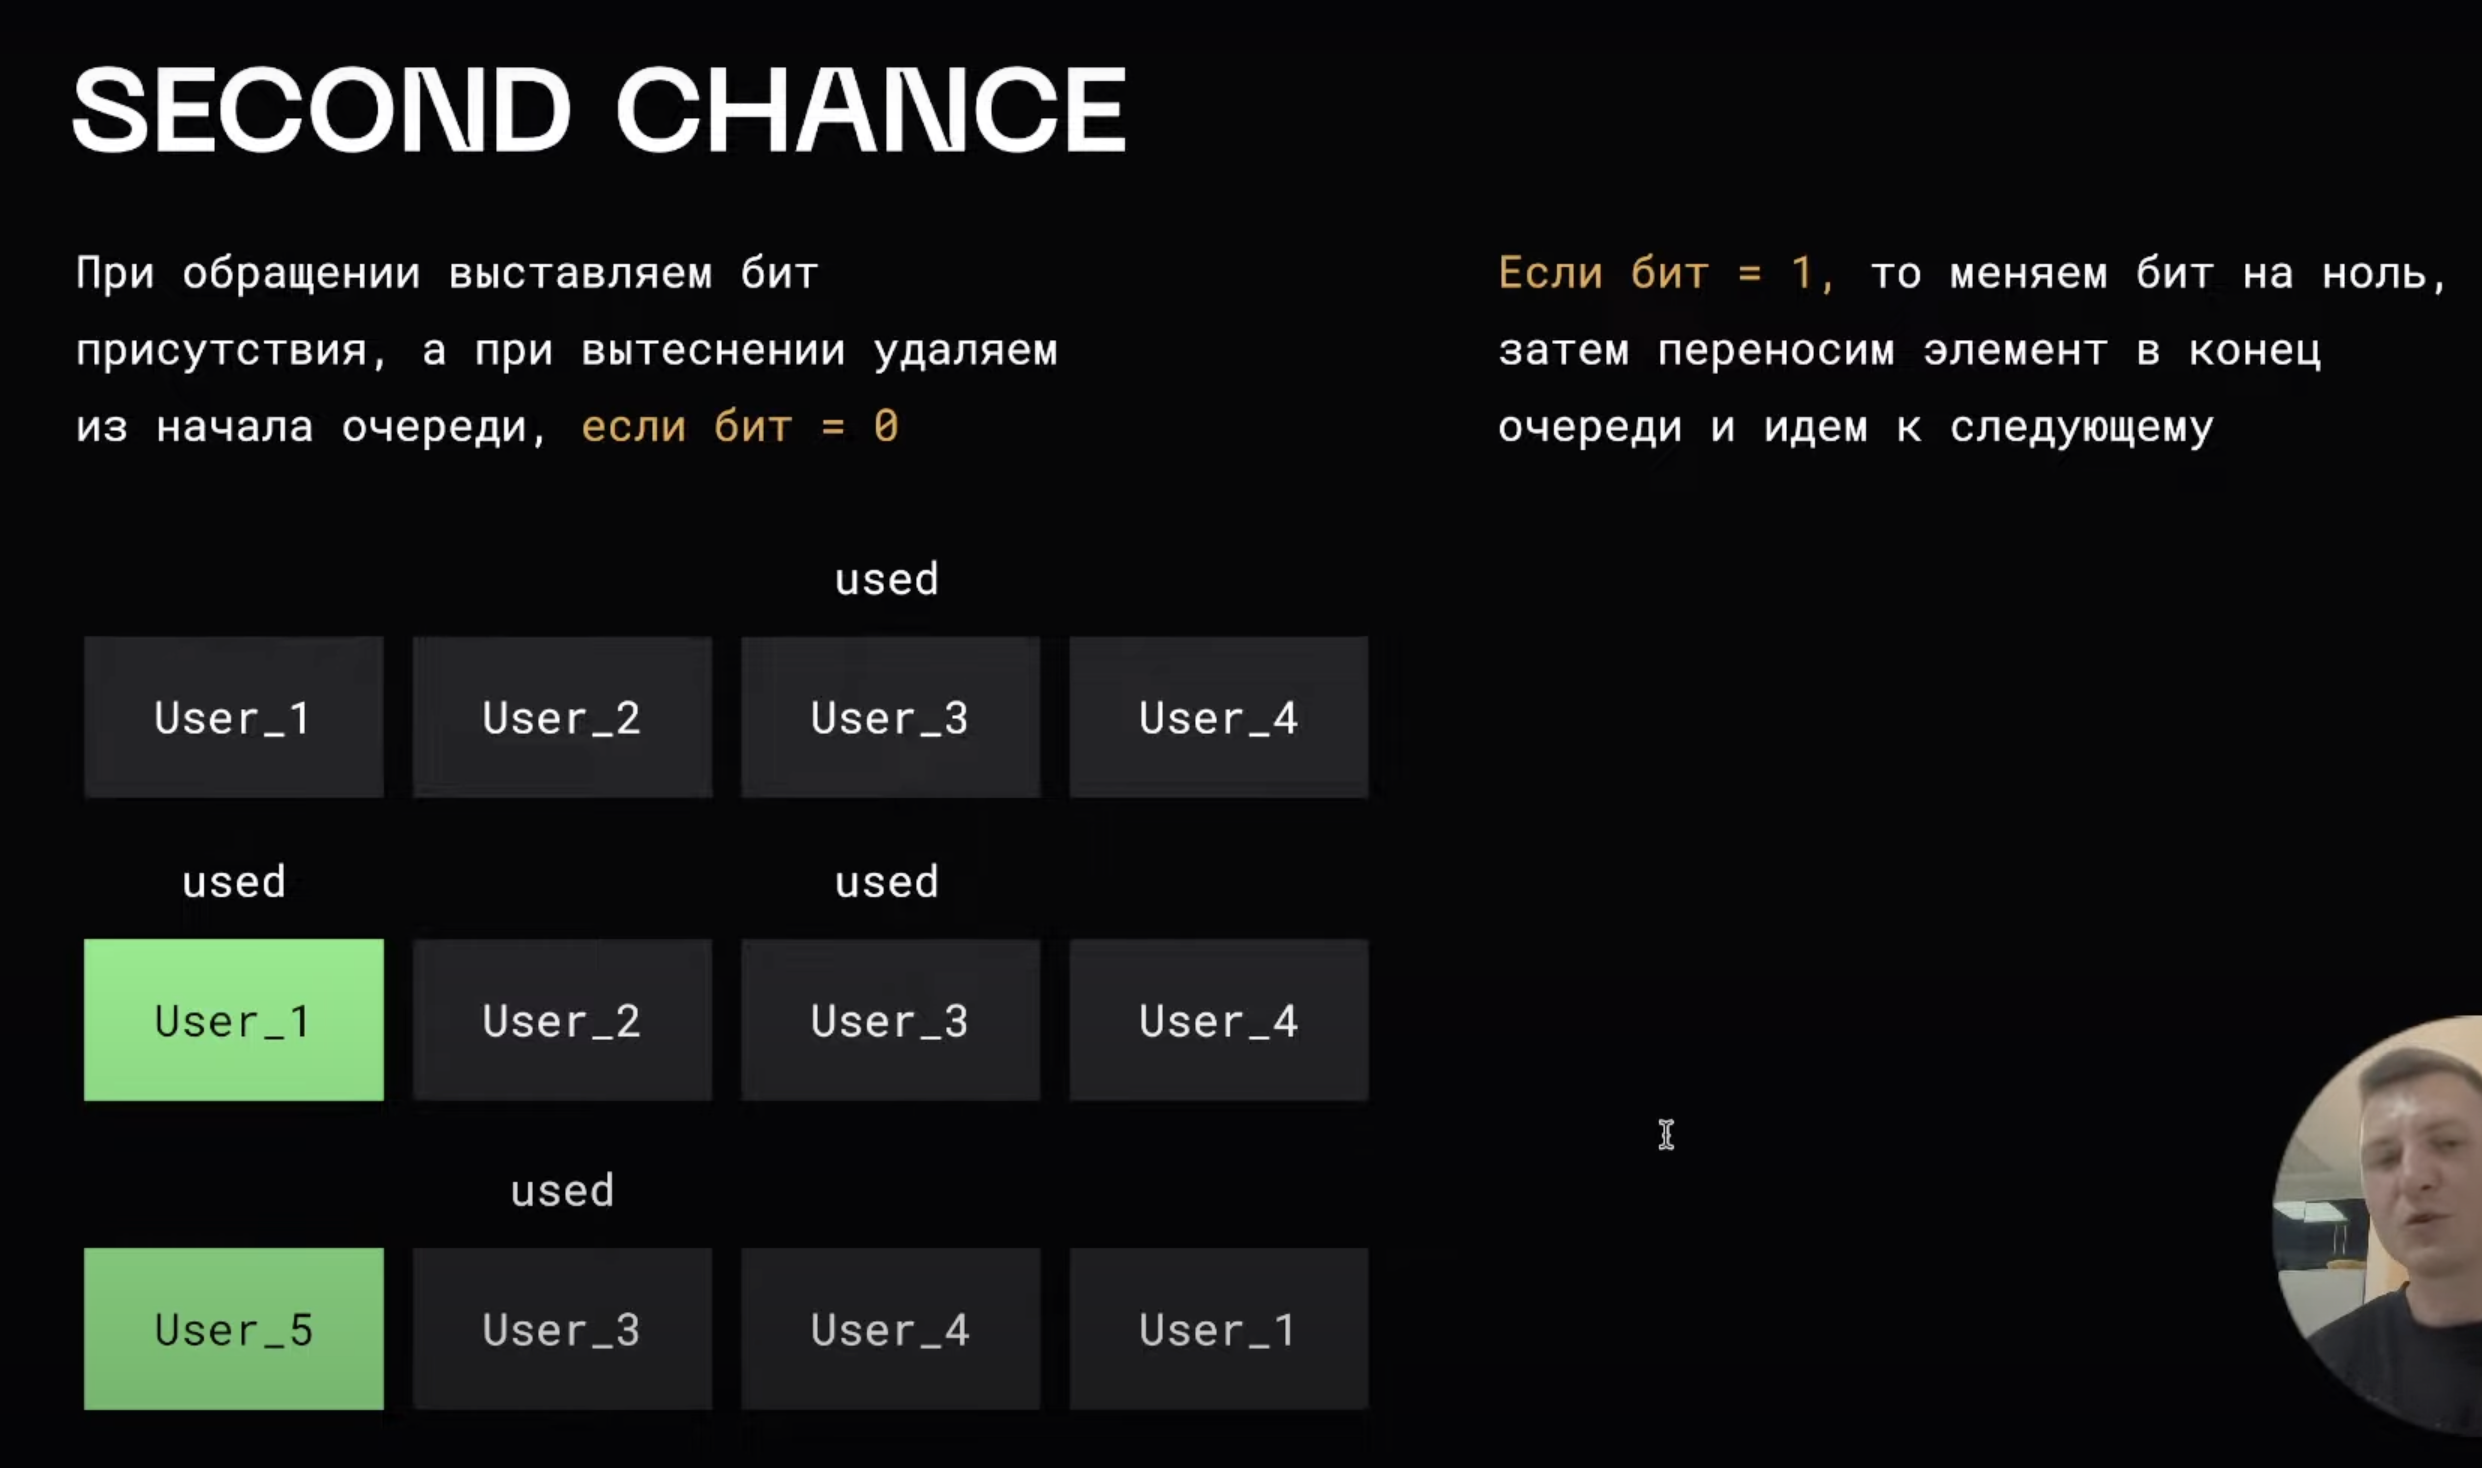 SECOND CHANCE
При обращении выставляем бит
присутствия, а при вытеснении удаляем
из начала очереди, если бит = 0
Если бит = 1, то меняем бит на ноль,
затем переносим элемент в конец
очереди и идем к следующему
used
User_1 User_2 User_3 User_4
used used
User_1 User_2 User_3 User_4
used
User_5 User_3 User_4 User_1